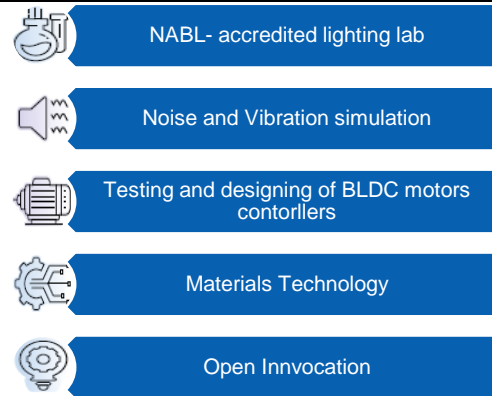 NABL- accredited lighting lab
Noise and Vibration simulation
Testing and designing of BLDC motors
contorllers
Materials Technology
Open Innvocation